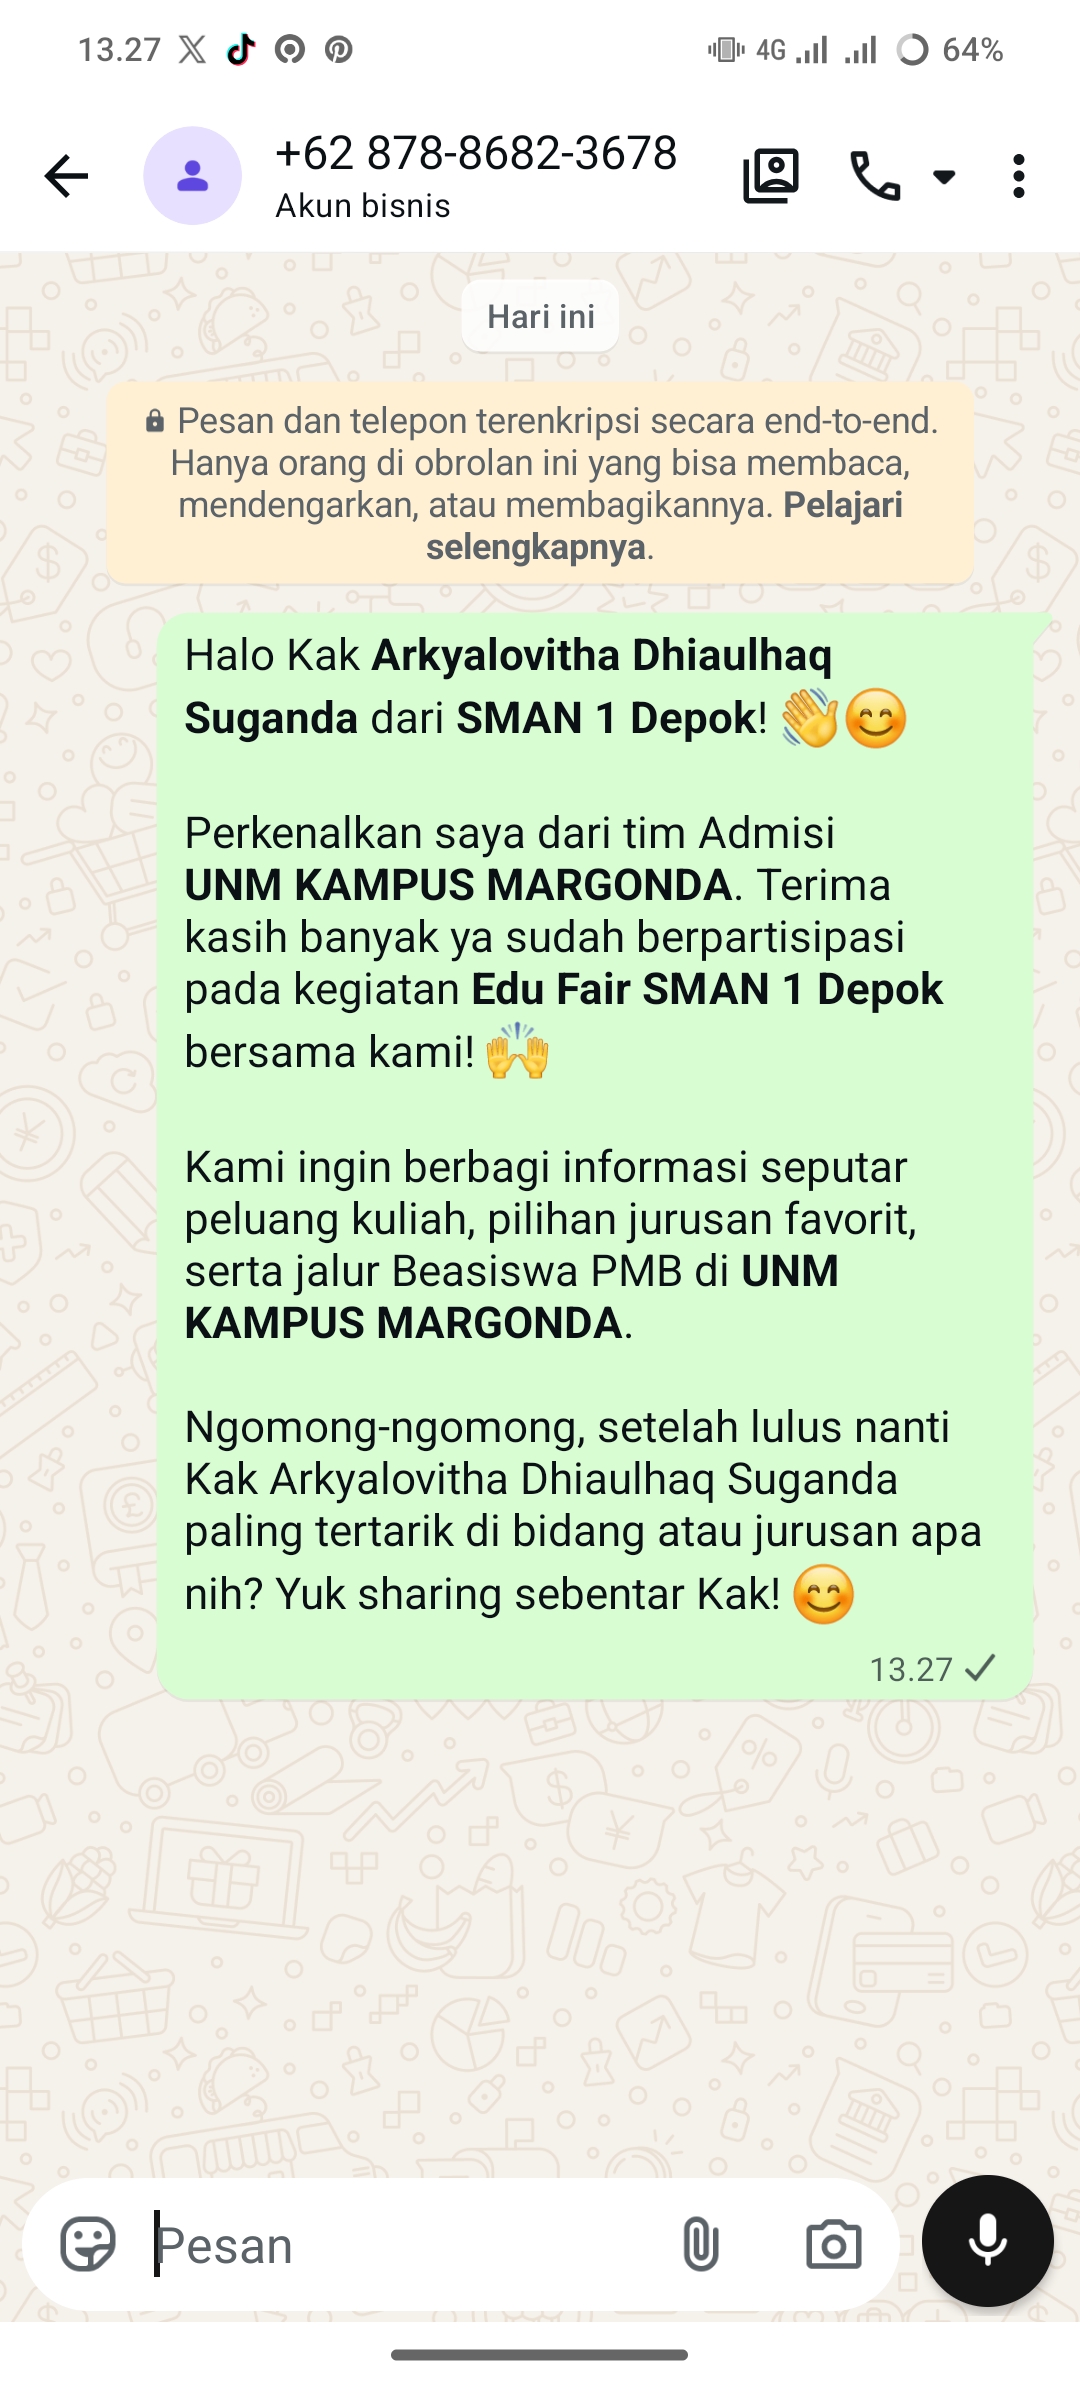 13.27 4G 64%
+62 878-8682-3678
Akun bisnis
Hari ini
Pesan dan telepon terenkripsi secara end-to-end.
Hanya orang di obrolan ini yang bisa membaca,
mendengarkan, atau membagikannya. Pelajari
selengkapnya.
Halo Kak Arkyalovitha Dhiaulhaq
Suganda dari SMAN 1 Depok! 👋😊
Perkenalkan saya dari tim Admisi
UNM KAMPUS MARGONDA. Terima
kasih banyak ya sudah berpartisipasi
pada kegiatan Edu Fair SMAN 1 Depok
bersama kami! 🙌
Kami ingin berbagi informasi seputar
peluang kuliah, pilihan jurusan favorit,
serta jalur Beasiswa PMB di UNM
KAMPUS MARGONDA.
Ngomong-ngomong, setelah lulus nanti
Kak Arkyalovitha Dhiaulhaq Suganda
paling tertarik di bidang atau jurusan apa
nih? Yuk sharing sebentar Kak! 😊
13.27
Pesan